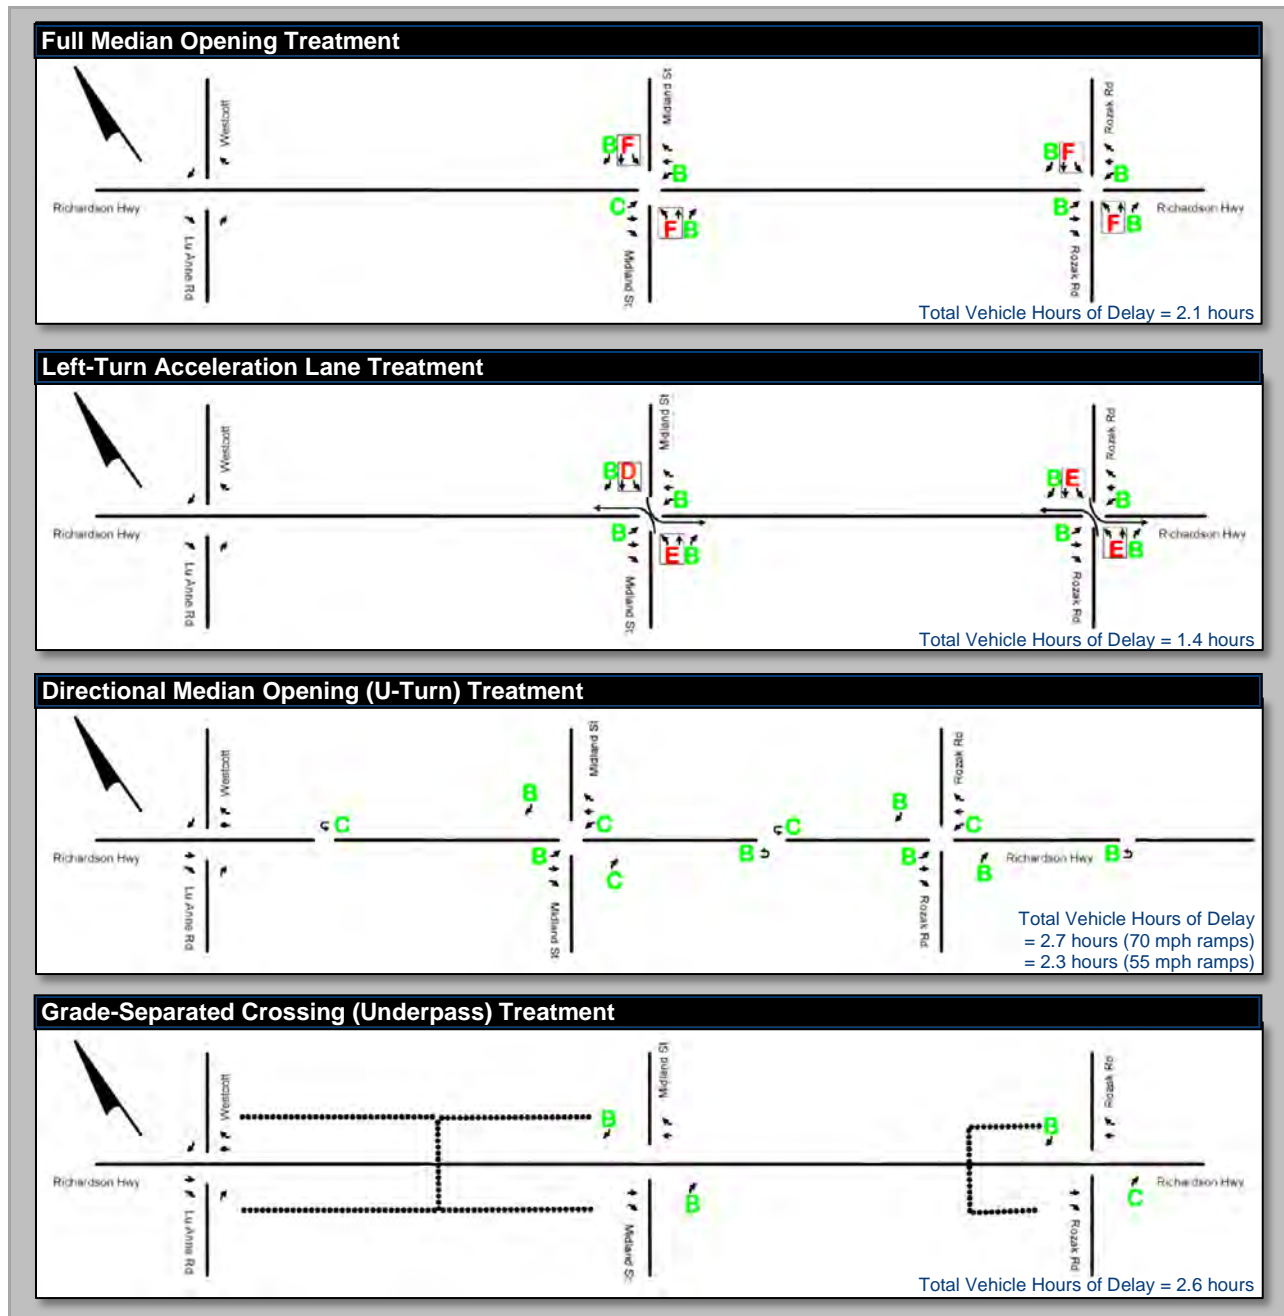 Full Median Opening Treatment
Westcott
Midland St
Rozak Rd
B F
B F
B
B
Richardson Hwy
C
B
Richardson Hwy
F B
F B
Lu Anne Rd
Midland St.
Rozak Rd
Total Vehicle Hours of Delay = 2.1 hours
Left-Turn Acceleration Lane Treatment
Westcott
Midland St
Rozak Rd
B D
B E
B
B
Richardson Hwy
B
B
Richardson Hwy
E B
E B
Lu Anne Rd
Midland St.
Rozak Rd
Total Vehicle Hours of Delay = 1.4 hours
Directional Median Opening (U-Turn) Treatment
Westcott
Midland St
Rozak Rd
B
B
C
C
C
C
Richardson Hwy
B
B
B
Richardson Hwy
B
C
B
Lu Anne Rd
Midland St
Rozak Rd
Total Vehicle Hours of Delay
= 2.7 hours (70 mph ramps)
= 2.3 hours (55 mph ramps)
Grade-Separated Crossing (Underpass) Treatment
Westcott
Midland St
Rozak Rd
B
B
Richardson Hwy
Richardson Hwy
B
C
Lu Anne Rd
Midland St.
Rozak Rd
Total Vehicle Hours of Delay = 2.6 hours